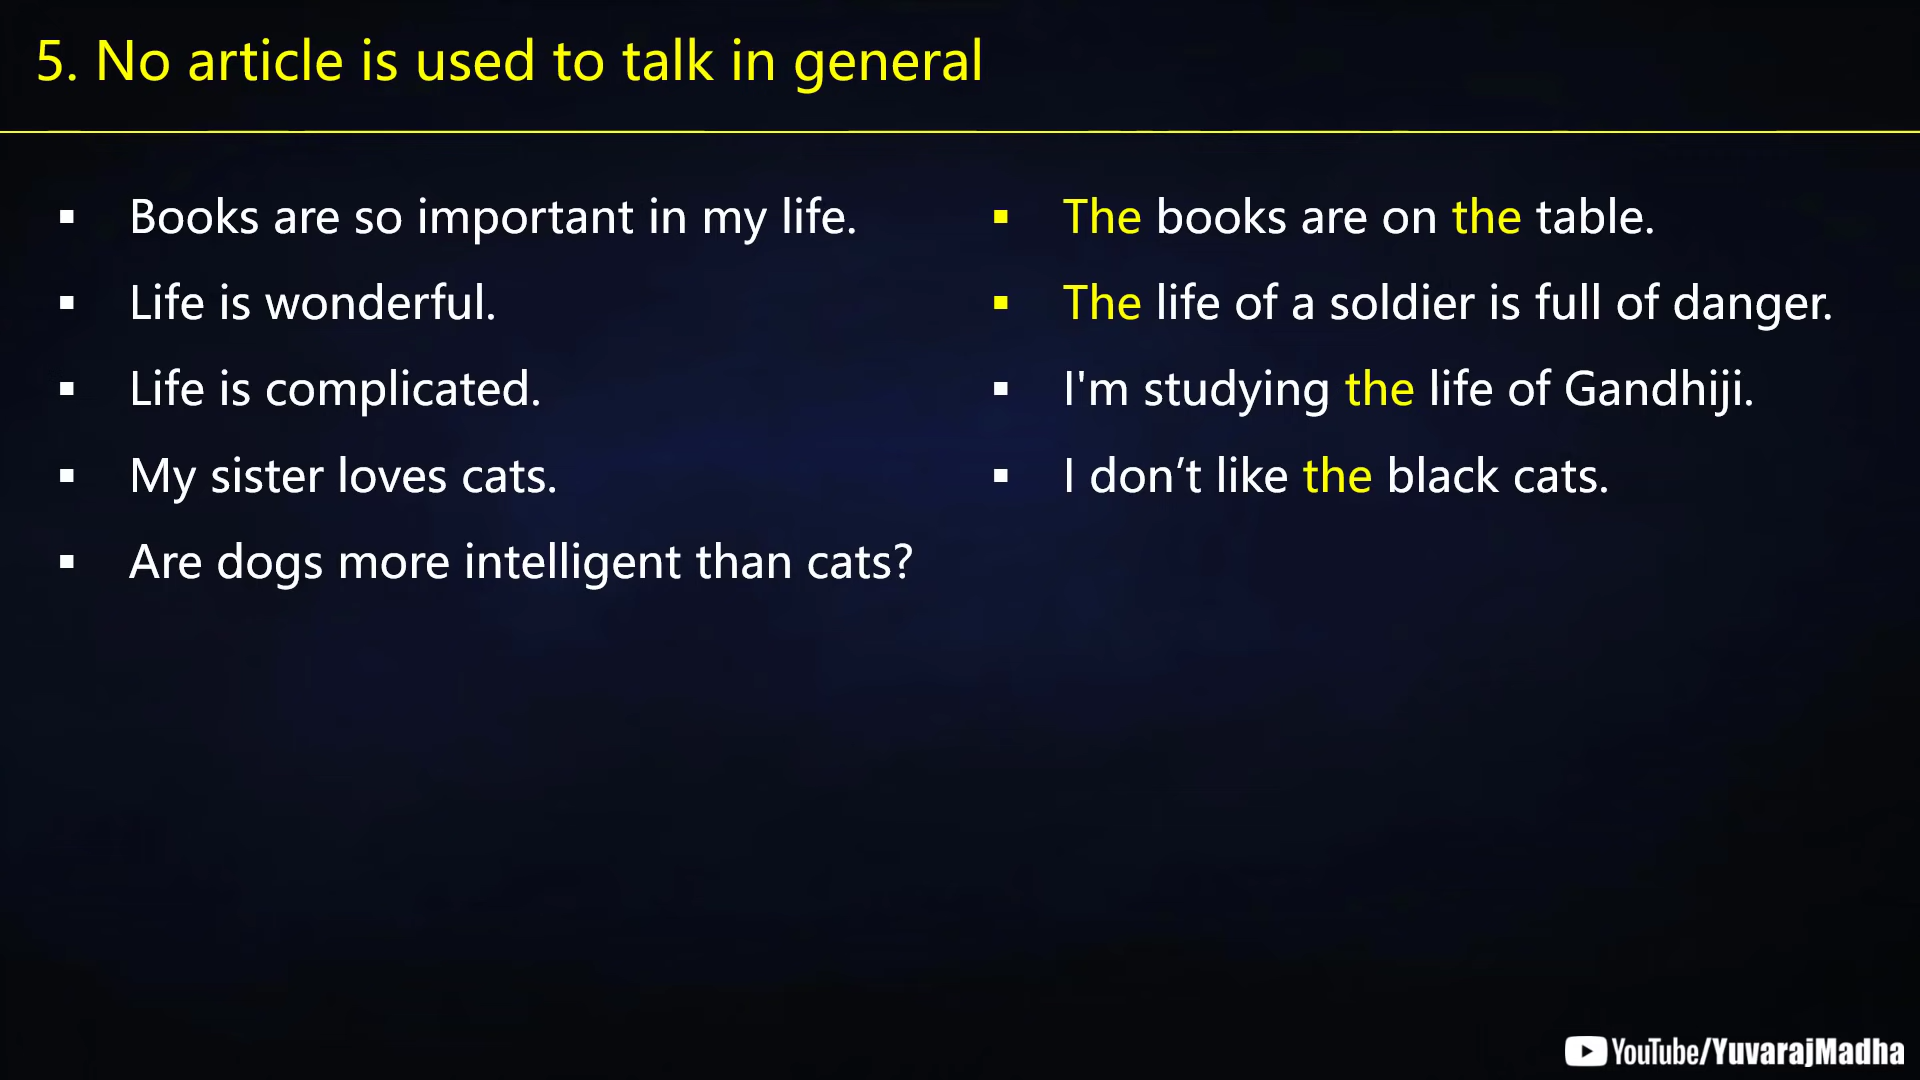 5. No article is used to talk in general
▪ Books are so important in my life.
▪ Life is wonderful.
▪ Life is complicated.
▪ My sister loves cats.
▪ Are dogs more intelligent than cats?
▪ The books are on the table.
▪ The life of a soldier is full of danger.
▪ I'm studying the life of Gandhiji.
▪ I don’t like the black cats.
YouTube/YuvarajMadha